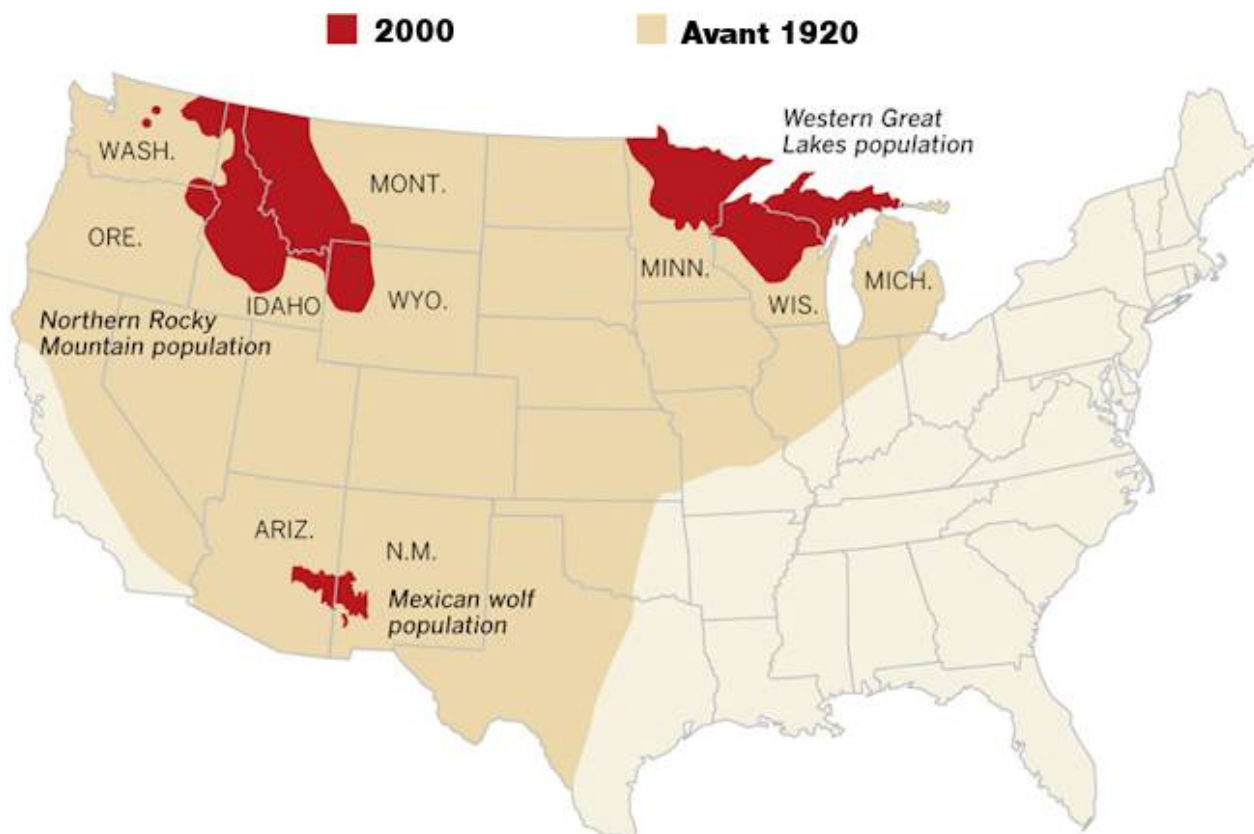 2000
Avant 1920
Western Great
Lakes population
WASH.
MONT.
ORE.
MINN.
MICH.
IDAHO
WYO.
WIS.
Northern Rocky
Mountain population
ARIZ.
N.M.
Mexican wolf
population